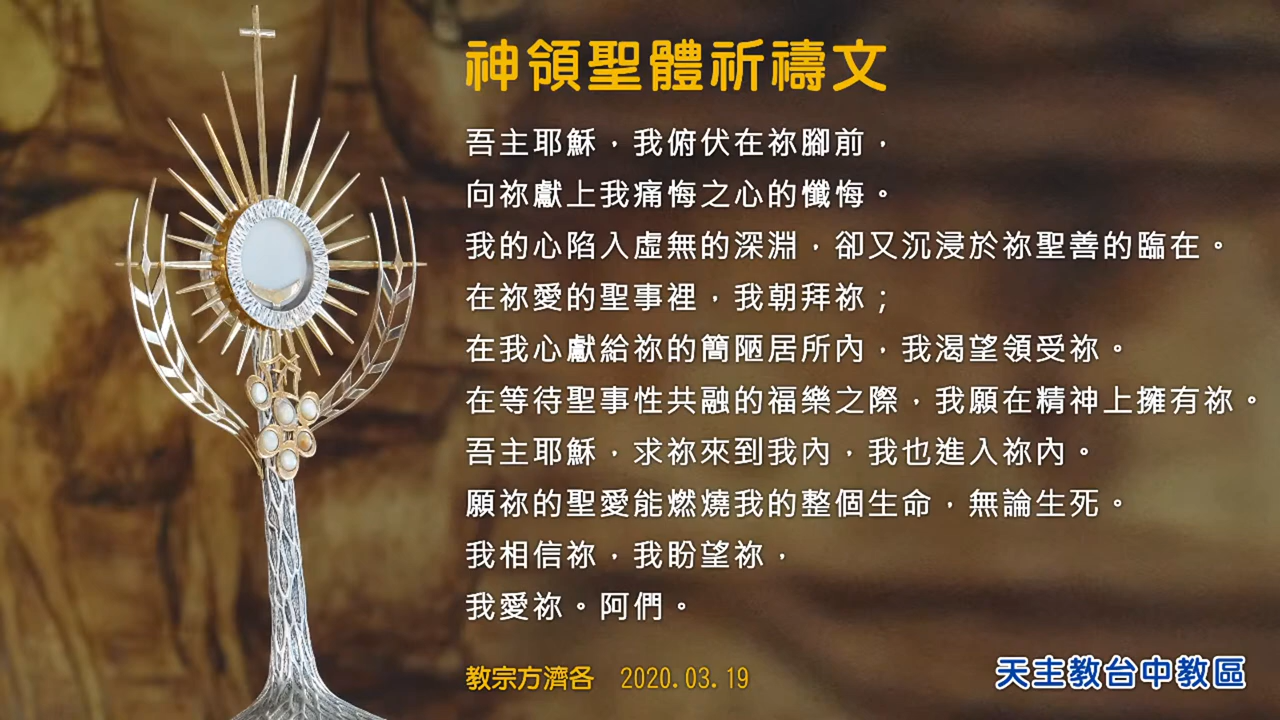 神領聖體祈禱文
吾主耶穌，我俯伏在祢腳前，
向祢獻上我痛悔之心的懺悔。
我的心陷入虛無的深淵，卻又沉浸於祢聖善的臨在。
在祢愛的聖事裡，我朝拜祢；
在我心獻給祢的簡陋居所內，我渴望領受祢。
在等待聖事性共融的福樂之際，我願在精神上擁有祢。
吾主耶穌，求祢來到我內，我也進入祢內。
願祢的聖愛能燃燒我的整個生命，無論生死。
我相信祢，我盼望祢，
我愛祢。阿們。
教宗方濟各 2020.03.19
天主教台中教區